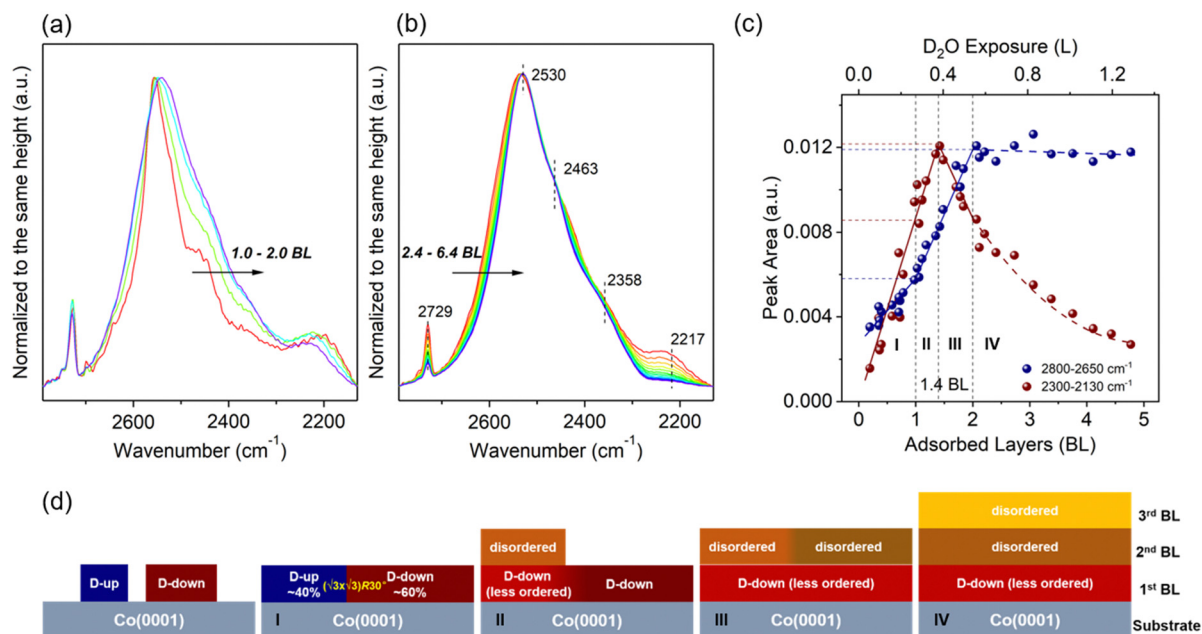 (a)
Normalized to the same height (a.u.)
1.0 - 2.0 BL
2600
2400
2200
Wavenumber (cm⁻¹)
(b)
Normalized to the same height (a.u.)
2530
2463
2.4 - 6.4 BL
2358
2729
2217
2600
2400
2200
Wavenumber (cm⁻¹)
(c)
D₂O Exposure (L)
0.0
0.4
0.8
1.2
Peak Area (a.u.)
0.012
0.008
0.004
0.000
I
II
III
IV
1.4 BL
2800-2650 cm⁻¹
2300-2130 cm⁻¹
0
1
2
3
4
5
Adsorbed Layers (BL)
(d)
D-up
D-down
Co(0001)
D-up
~40%
(√3x√3)R30°
D-down
~60%
I
Co(0001)
disordered
D-down
(less ordered)
D-down
II
Co(0001)
disordered
disordered
D-down (less ordered)
III
Co(0001)
disordered
disordered
D-down (less ordered)
IV
Co(0001)
3rd BL
2nd BL
1st BL
Substrate